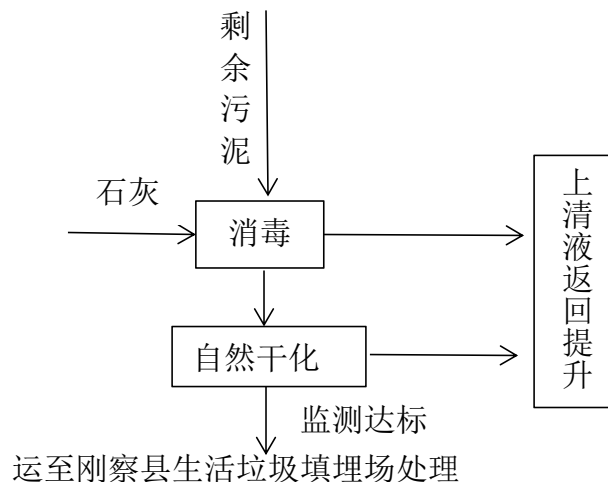 剩余污泥
石灰
消毒
上清液返回提升
自然干化
监测达标
运至刚察县生活垃圾填埋场处理